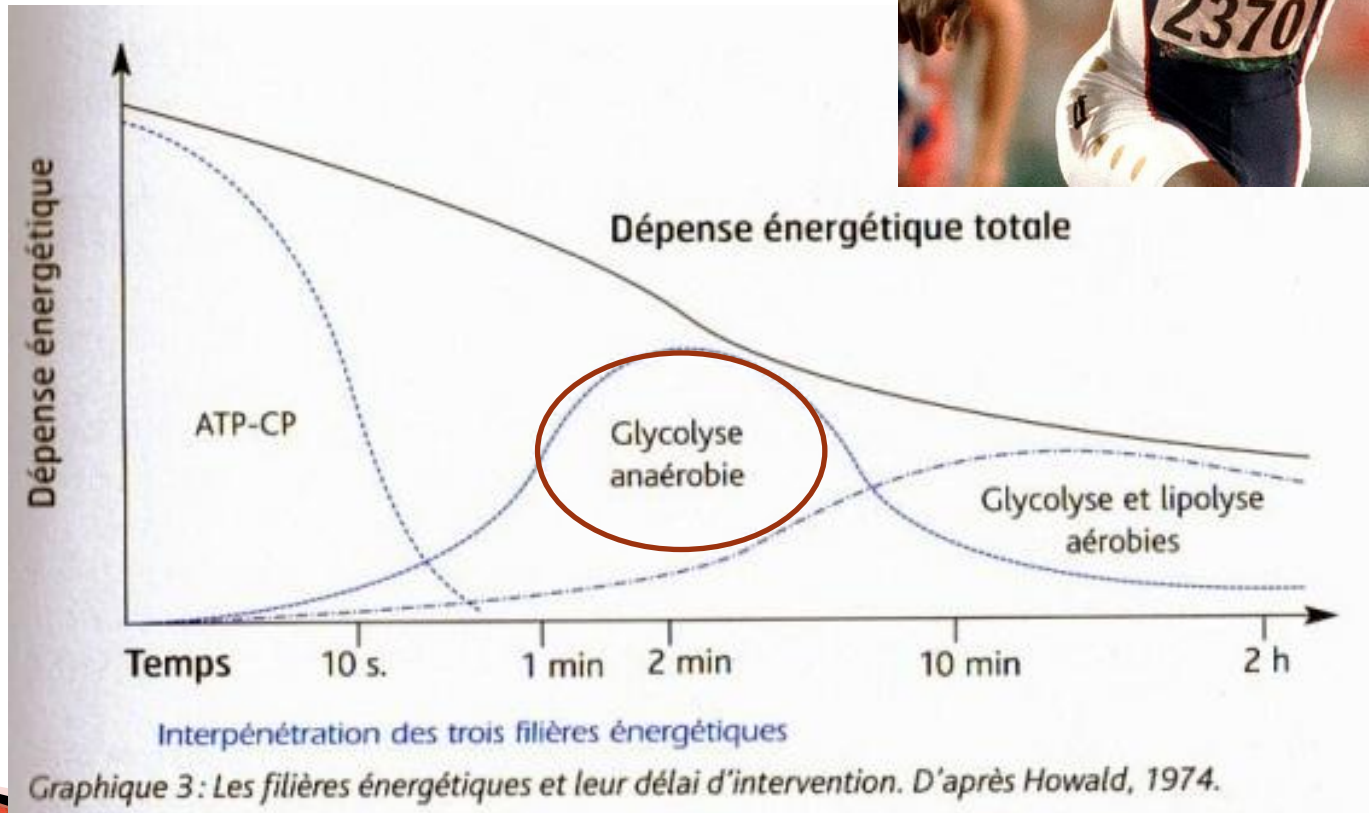 2370
Dépense énergétique
Dépense énergétique totale
ATP-CP
Glycolyse
anaérobie
Glycolyse et lipolyse
aérobies
Temps 10 s. 1 min 2 min 10 min 2 h
Interpénétration des trois filières énergétiques
Graphique 3 : Les filières énergétiques et leur délai d'intervention. D'après Howald, 1974.